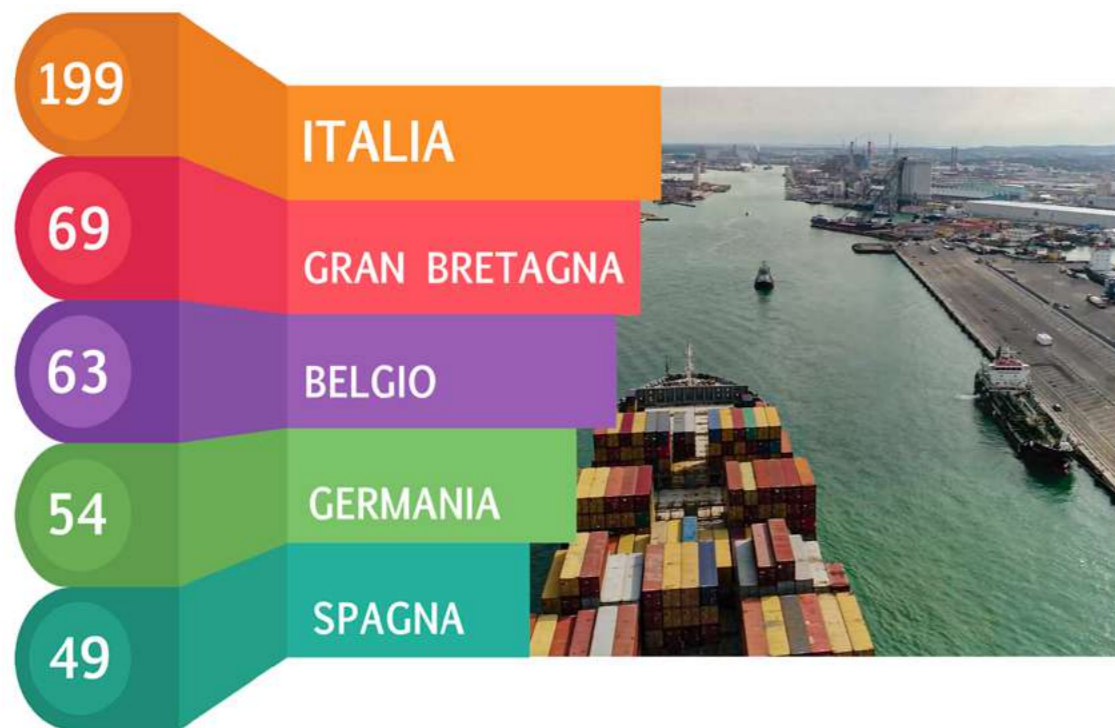 199 ITALIA
69 GRAN BRETAGNA
63 BELGIO
54 GERMANIA
49 SPAGNA